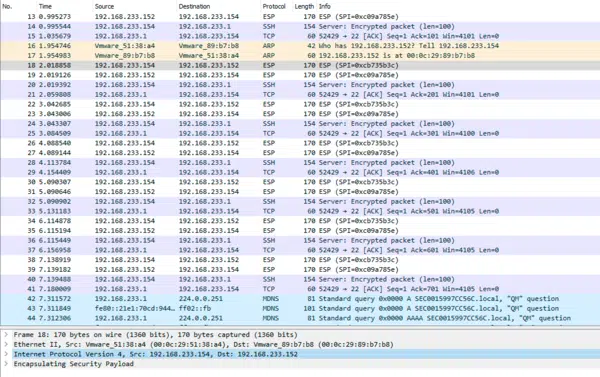 No. Time Source Destination Protocol Length Info
13 0.995273 192.168.233.152 192.168.233.154 ESP 170 ESP (SPI=0xc09a785e)
14 0.995544 192.168.233.154 192.168.233.1 SSH 154 Server: Encrypted packet (len=100)
15 1.035679 192.168.233.1 192.168.233.154 TCP 60 52429 → 22 [ACK] Seq=1 Ack=101 Win=4101 Len=0
16 1.954746 Vmware_51:38:a4 Vmware_89:b7:b8 ARP 42 Who has 192.168.233.152? Tell 192.168.233.154
17 1.954983 Vmware_89:b7:b8 Vmware_51:38:a4 ARP 60 192.168.233.152 is at 00:0c:29:89:b7:b8
18 2.018858 192.168.233.154 192.168.233.152 ESP 170 ESP (SPI=0xcb735b3c)
19 2.019126 192.168.233.152 192.168.233.154 ESP 170 ESP (SPI=0xc09a785e)
20 2.019392 192.168.233.154 192.168.233.1 SSH 154 Server: Encrypted packet (len=100)
21 2.059808 192.168.233.1 192.168.233.154 TCP 60 52429 → 22 [ACK] Seq=1 Ack=201 Win=4101 Len=0
22 3.042685 192.168.233.154 192.168.233.152 ESP 170 ESP (SPI=0xcb735b3c)
23 3.043006 192.168.233.152 192.168.233.154 ESP 170 ESP (SPI=0xc09a785e)
24 3.043307 192.168.233.154 192.168.233.1 SSH 154 Server: Encrypted packet (len=100)
25 3.084509 192.168.233.1 192.168.233.154 TCP 60 52429 → 22 [ACK] Seq=1 Ack=301 Win=4100 Len=0
26 4.088540 192.168.233.154 192.168.233.152 ESP 170 ESP (SPI=0xcb735b3c)
27 4.089144 192.168.233.152 192.168.233.154 ESP 170 ESP (SPI=0xc09a785e)
28 4.113784 192.168.233.154 192.168.233.1 SSH 154 Server: Encrypted packet (len=100)
29 4.154409 192.168.233.1 192.168.233.154 TCP 60 52429 → 22 [ACK] Seq=1 Ack=401 Win=4106 Len=0
30 5.090307 192.168.233.154 192.168.233.152 ESP 170 ESP (SPI=0xcb735b3c)
31 5.090646 192.168.233.152 192.168.233.154 ESP 170 ESP (SPI=0xc09a785e)
32 5.090902 192.168.233.154 192.168.233.1 SSH 154 Server: Encrypted packet (len=100)
33 5.131183 192.168.233.1 192.168.233.154 TCP 60 52429 → 22 [ACK] Seq=1 Ack=501 Win=4105 Len=0
34 6.114878 192.168.233.154 192.168.233.152 ESP 170 ESP (SPI=0xcb735b3c)
35 6.115194 192.168.233.152 192.168.233.154 ESP 170 ESP (SPI=0xc09a785e)
36 6.115449 192.168.233.154 192.168.233.1 SSH 154 Server: Encrypted packet (len=100)
37 6.156958 192.168.233.1 192.168.233.154 TCP 60 52429 → 22 [ACK] Seq=1 Ack=601 Win=4105 Len=0
38 7.138919 192.168.233.154 192.168.233.152 ESP 170 ESP (SPI=0xcb735b3c)
39 7.139182 192.168.233.152 192.168.233.154 ESP 170 ESP (SPI=0xc09a785e)
40 7.139488 192.168.233.154 192.168.233.1 SSH 154 Server: Encrypted packet (len=100)
41 7.180009 192.168.233.1 192.168.233.154 TCP 60 52429 → 22 [ACK] Seq=1 Ack=701 Win=4105 Len=0
42 7.311572 192.168.233.1 224.0.0.251 MDNS 81 Standard query 0x0000 A SEC0015997CC56C.local, "QM" question
43 7.311849 fe80::21e1:70cd:944… ff02::fb MDNS 101 Standard query 0x0000 A SEC0015997CC56C.local, "QM" question
44 7.312306 192.168.233.1 224.0.0.251 MDNS 81 Standard query 0x0000 AAAA SEC0015997CC56C.local, "QM" question
Frame 18: 170 bytes on wire (1360 bits), 170 bytes captured (1360 bits)
Ethernet II, Src: Vmware_51:38:a4 (00:0c:29:51:38:a4), Dst: Vmware_89:b7:b8 (00:0c:29:89:b7:b8)
Internet Protocol Version 4, Src: 192.168.233.154, Dst: 192.168.233.152
Encapsulating Security Payload